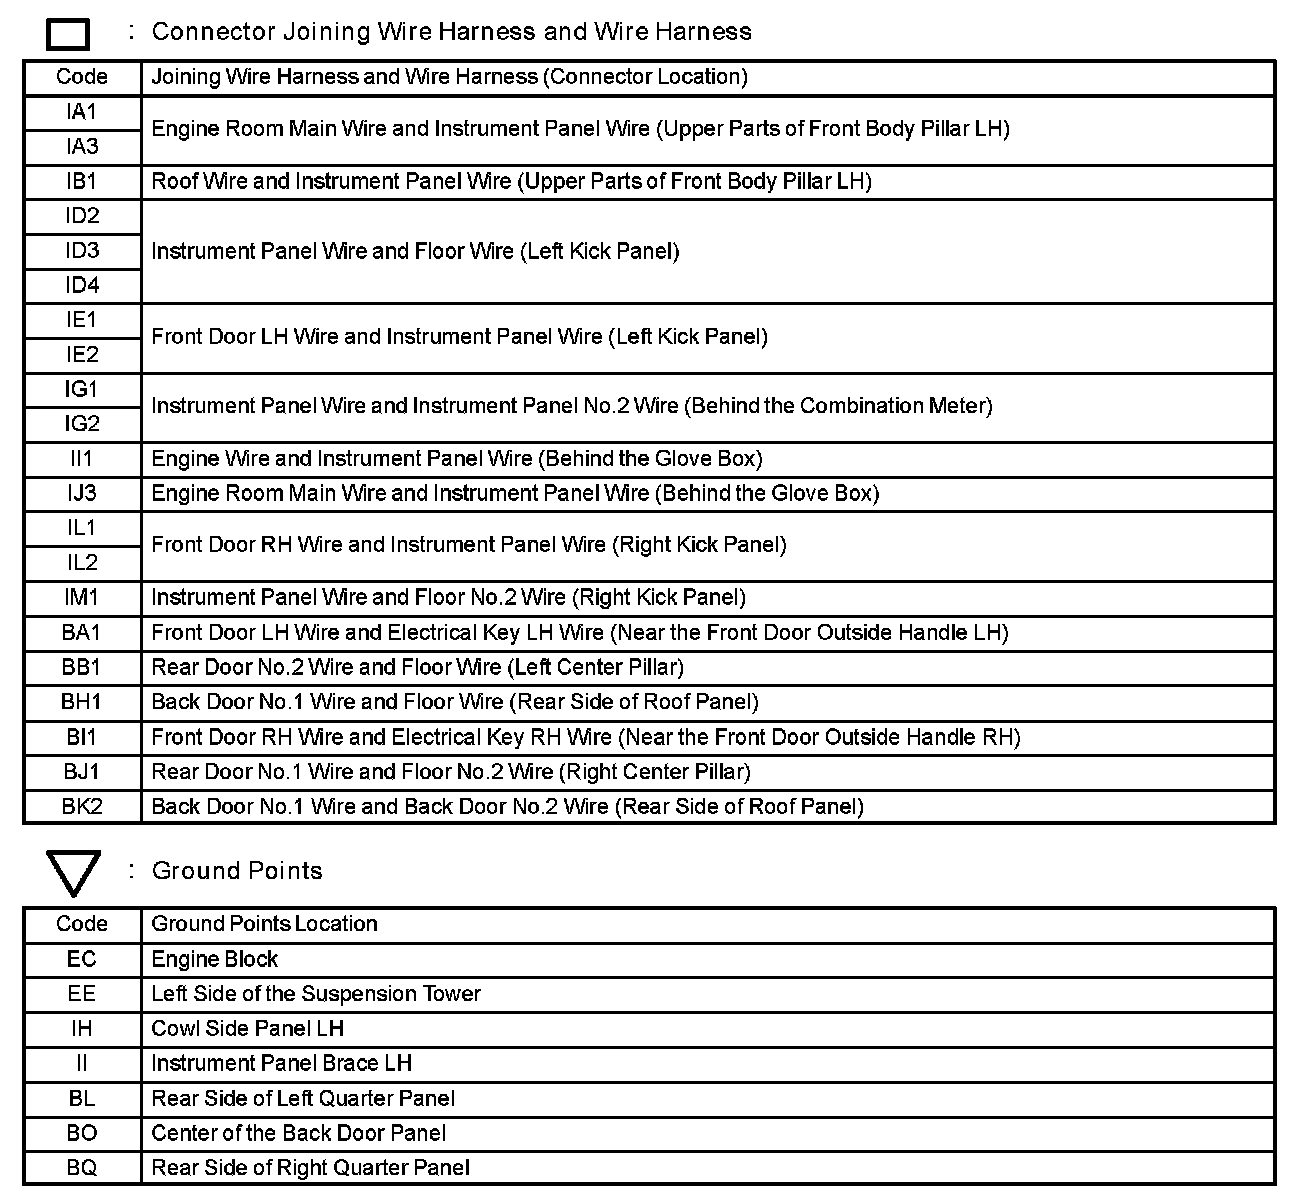 : Connector Joining Wire Harness and Wire Harness
Code Joining Wire Harness and Wire Harness (Connector Location)
IA1
Engine Room Main Wire and Instrument Panel Wire (Upper Parts of Front Body Pillar LH)
IA3
IB1 Roof Wire and Instrument Panel Wire (Upper Parts of Front Body Pillar LH)
ID2
ID3 Instrument Panel Wire and Floor Wire (Left Kick Panel)
ID4
IE1
Front Door LH Wire and Instrument Panel Wire (Left Kick Panel)
IE2
IG1
Instrument Panel Wire and Instrument Panel No.2 Wire (Behind the Combination Meter)
IG2
II1 Engine Wire and Instrument Panel Wire (Behind the Glove Box)
IJ3 Engine Room Main Wire and Instrument Panel Wire (Behind the Glove Box)
IL1
Front Door RH Wire and Instrument Panel Wire (Right Kick Panel)
IL2
IM1 Instrument Panel Wire and Floor No.2 Wire (Right Kick Panel)
BA1 Front Door LH Wire and Electrical Key LH Wire (Near the Front Door Outside Handle LH)
BB1 Rear Door No.2 Wire and Floor Wire (Left Center Pillar)
BH1 Back Door No.1 Wire and Floor Wire (Rear Side of Roof Panel)
BI1 Front Door RH Wire and Electrical Key RH Wire (Near the Front Door Outside Handle RH)
BJ1 Rear Door No.1 Wire and Floor No.2 Wire (Right Center Pillar)
BK2 Back Door No.1 Wire and Back Door No.2 Wire (Rear Side of Roof Panel)
: Ground Points
Code Ground Points Location
EC Engine Block
EE Left Side of the Suspension Tower
IH Cowl Side Panel LH
II Instrument Panel Brace LH
BL Rear Side of Left Quarter Panel
BO Center of the Back Door Panel
BQ Rear Side of Right Quarter Panel